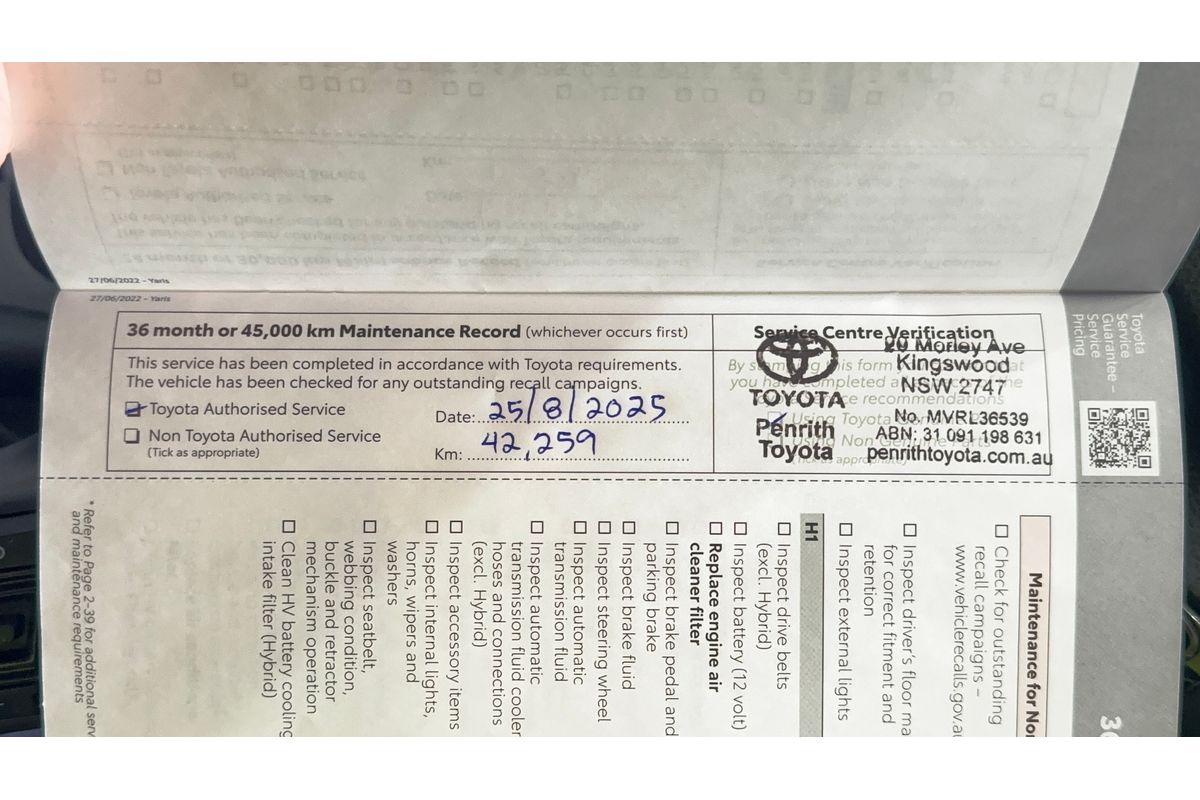 27/06/2022 – Yaris
27/06/2022 – Yaris
36 month or 45,000 km Maintenance Record (whichever occurs first)
This service has been completed in accordance with Toyota requirements.
The vehicle has been checked for any outstanding recall campaigns.
Toyota Authorised Service
Date: 25/8/2025
Non Toyota Authorised Service
(Tick as appropriate)
Km: 42,259
Service Centre Verification
TOYOTA
Penrith
Toyota
20 Morley Ave
Kingswood
NSW 2747
No. MVRL36539
ABN: 31 091 198 631
penrithtoyota.com.au
Toyota
Service
Guarantee –
Service
Pricing
Maintenance for
Check for outstanding
recall campaigns –
www.vehiclerecalls.gov.au
Inspect driver's floor
for correct fitment and
retention
Inspect external lights
H1
Inspect drive belts
(excl. Hybrid)
Inspect battery (12 volt)
Replace engine air
cleaner filter
Inspect brake pedal and
parking brake
Inspect brake fluid
Inspect steering wheel
Inspect automatic
transmission fluid
Inspect automatic
transmission fluid cooler
hoses and connections
(excl. Hybrid)
Inspect accessory items
Inspect internal lights,
horns, wipers and
washers
Inspect seatbelt,
webbing condition,
buckle and retractor
mechanism operation
Clean HV battery cooling
intake filter (Hybrid)
* Refer to Page 2-39 for additional
and maintenance requirements